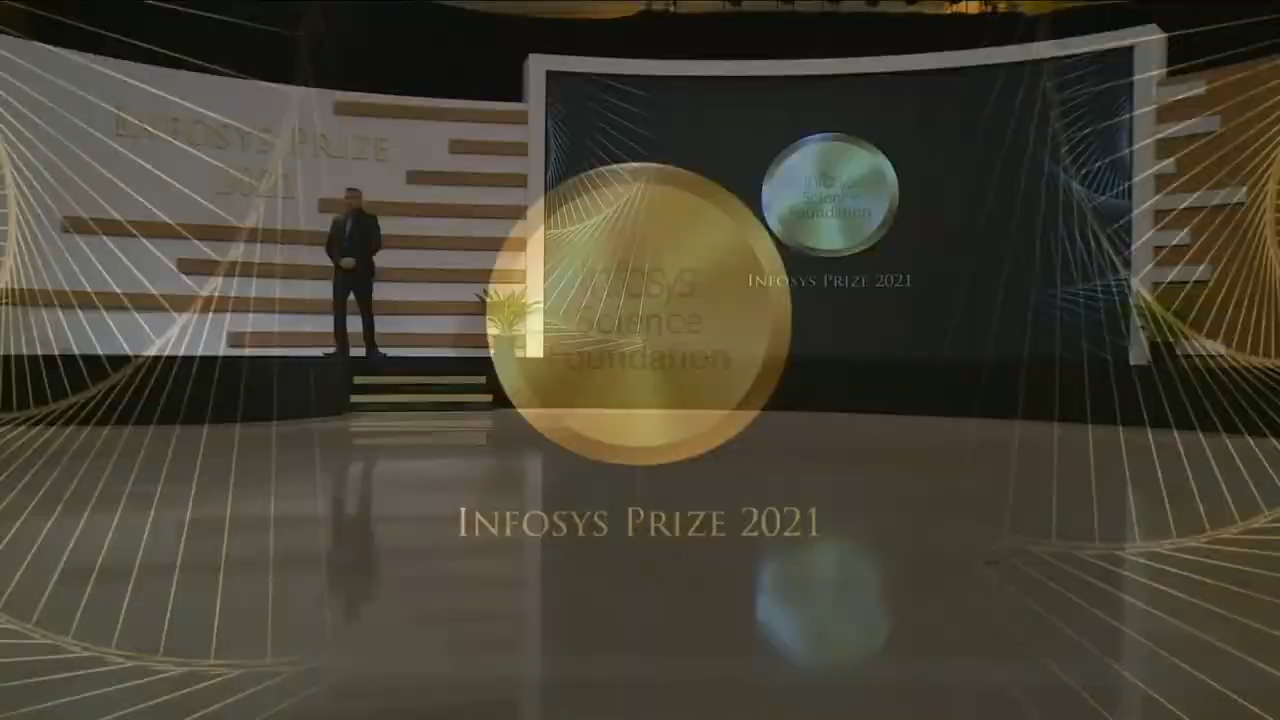 INFOSYS PRIZE
2021
Infosys
Science
Foundation
INFOSYS PRIZE 2021
Infosys
Science
Foundation
INFOSYS PRIZE 2021